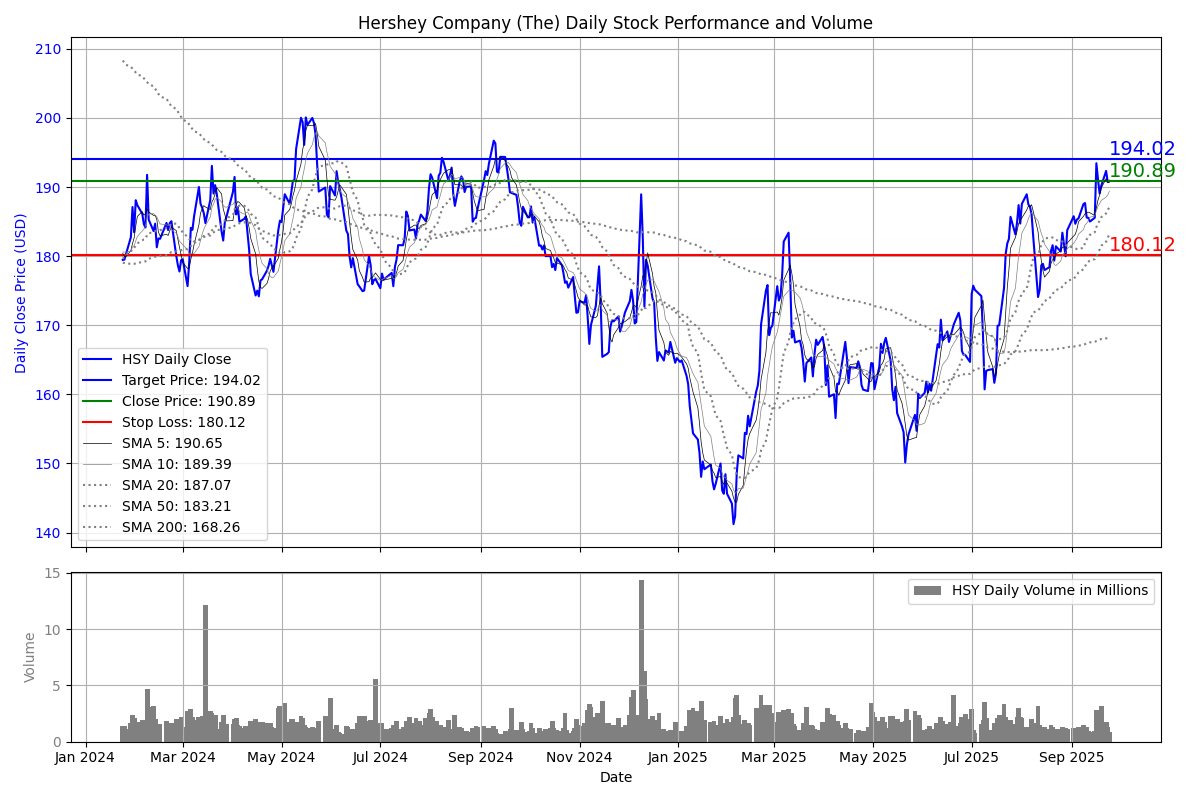 Hershey Company (The) Daily Stock Performance and Volume
Daily Close Price (USD)
210
200
190
180
170
160
150
140
194.02
190.89
180.12
HSY Daily Close
Target Price: 194.02
Close Price: 190.89
Stop Loss: 180.12
SMA 5: 190.65
SMA 10: 189.39
SMA 20: 187.07
SMA 50: 183.21
SMA 200: 168.26
Volume
15
10
5
0
HSY Daily Volume in Millions
Jan 2024
Mar 2024
May 2024
Jul 2024
Sep 2024
Nov 2024
Jan 2025
Mar 2025
May 2025
Jul 2025
Sep 2025
Date